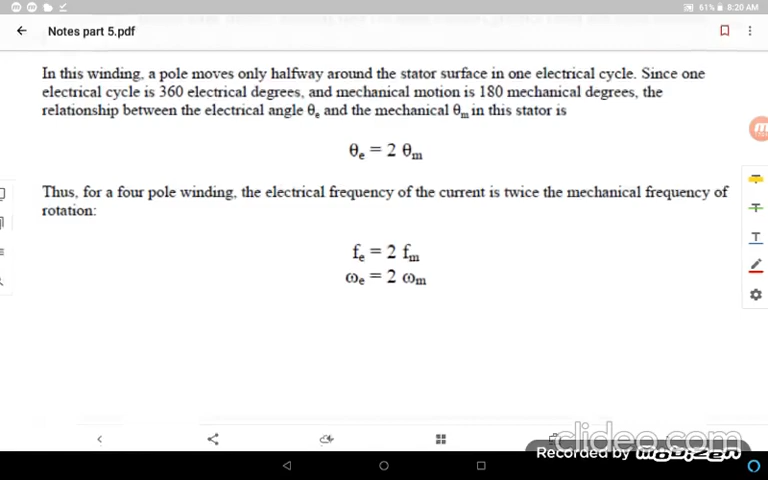 61% 8:20 AM
Notes part 5.pdf
In this winding, a pole moves only halfway around the stator surface in one electrical cycle. Since one
electrical cycle is 360 electrical degrees, and mechanical motion is 180 mechanical degrees, the
relationship between the electrical angle θe and the mechanical θm in this stator is
θe = 2 θm
Thus, for a four pole winding, the electrical frequency of the current is twice the mechanical frequency of
rotation:
fe = 2 fm
ωe = 2 ωm
clideo.com
Recorded by mobizen